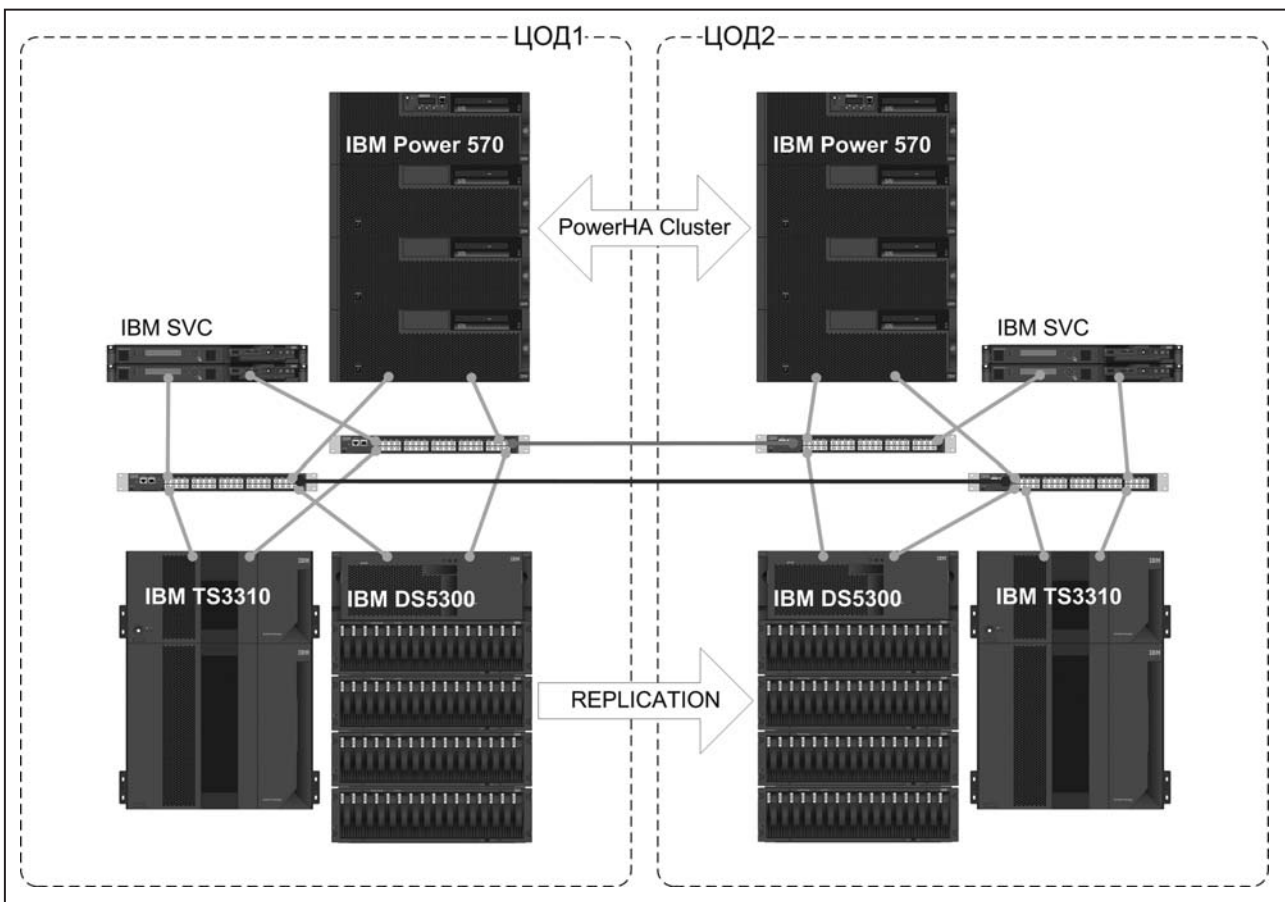 ЦОД1
ЦОД2
IBM Power 570
IBM Power 570
PowerHA Cluster
IBM SVC
IBM SVC
IBM TS3310
IBM DS5300
IBM DS5300
IBM TS3310
REPLICATION